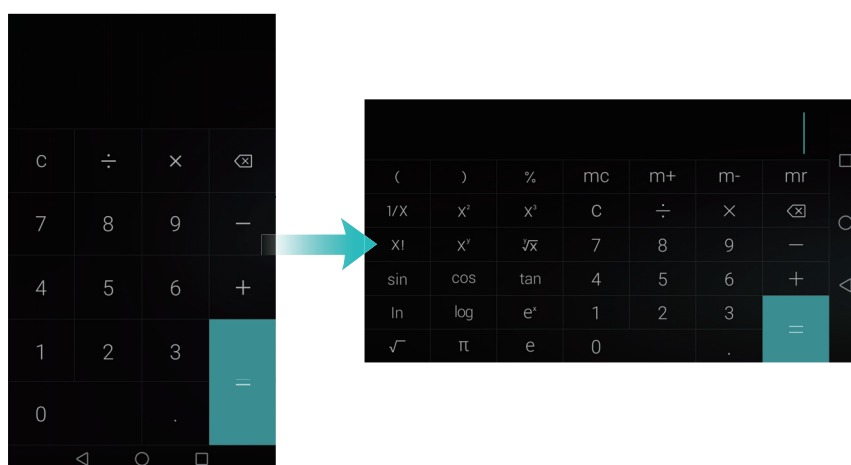 C ÷ ×
7 8 9 −
4 5 6 +
1 2 3
=
0 .
( ) % mc m+ m- mr
1/X X² X³ C ÷ ×
X! Xʸ ʸ√x 7 8 9 −
sin cos tan 4 5 6 +
ln log eˣ 1 2 3
=
√ π e 0 .